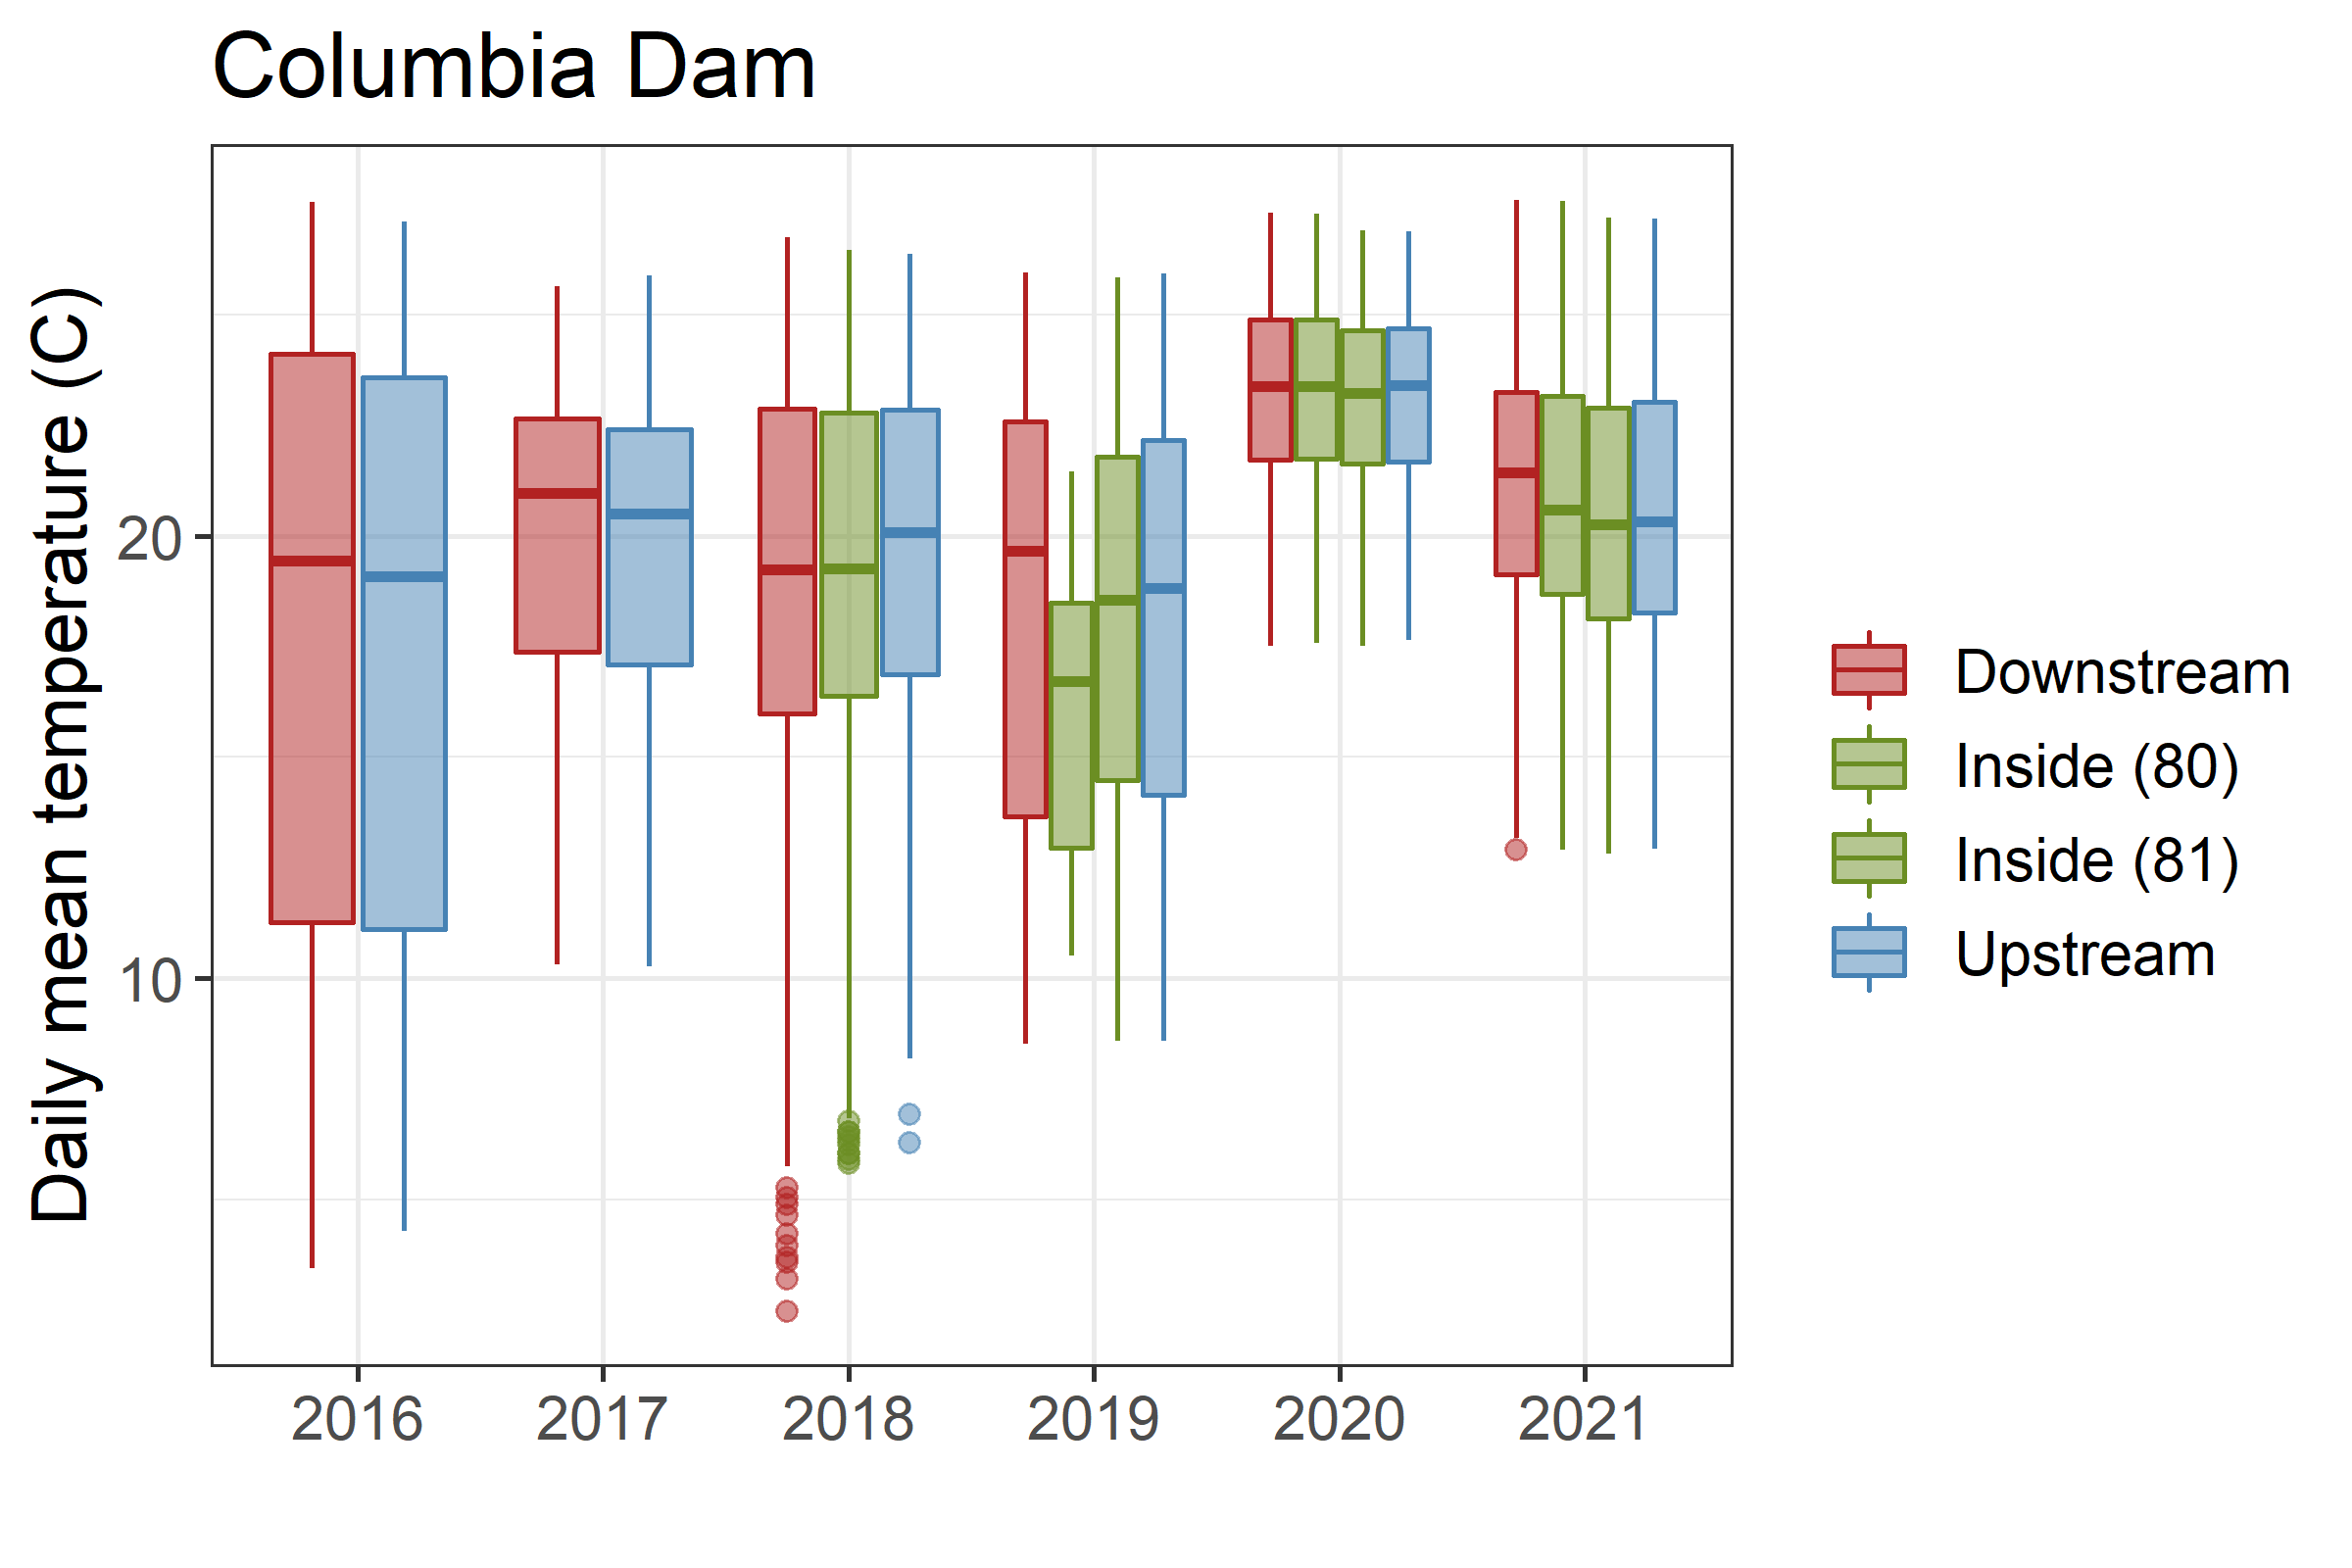 Columbia Dam
Daily mean temperature (C)
20
10
2016 2017 2018 2019 2020 2021
Downstream
Inside (80)
Inside (81)
Upstream